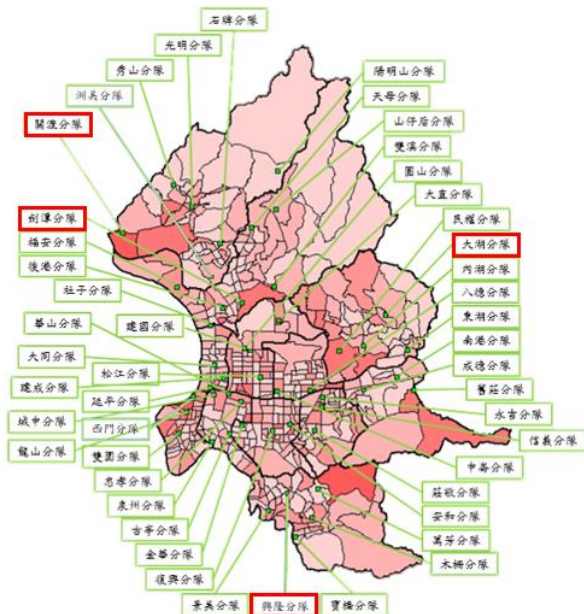 石牌分隊
光明分隊
秀山分隊
洲美分隊
關渡分隊
陽明山分隊
天母分隊
山仔后分隊
雙溪分隊
圓山分隊
大直分隊
民權分隊
大湖分隊
內湖分隊
八德分隊
東湖分隊
南港分隊
成德分隊
舊莊分隊
永吉分隊
信義分隊
劍潭分隊
福安分隊
後港分隊
社子分隊
華山分隊
建國分隊
大同分隊
松江分隊
建成分隊
延平分隊
城中分隊
西門分隊
龍山分隊
雙園分隊
忠孝分隊
泉州分隊
古亭分隊
金華分隊
復興分隊
景美分隊
興隆分隊
寶橋分隊
中崙分隊
莊敬分隊
安和分隊
萬芳分隊
木柵分隊